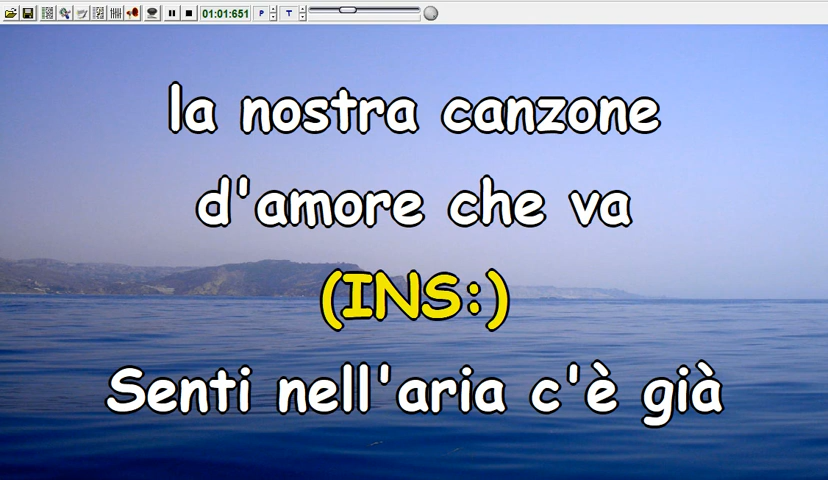 01:01:651
P
T
la nostra canzone
d'amore che va
(INS:)
Senti nell'aria c'è già